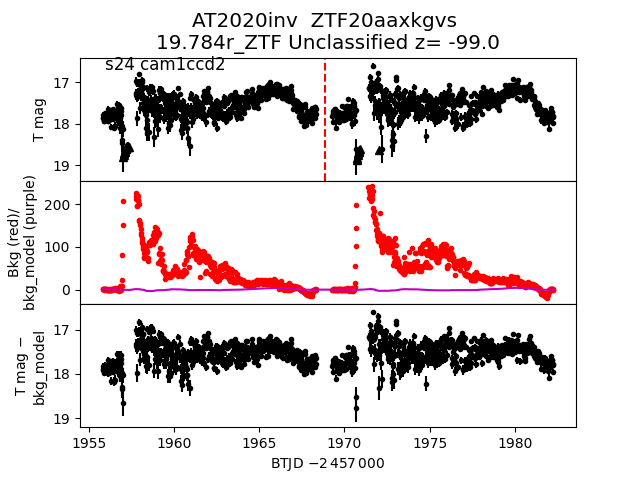 AT2020inv  ZTF20aaxkgvs
19.784r_ZTF Unclassified z= -99.0
s24 cam1ccd2
17
18
19
T mag
200
100
0
Bkg (red)/
bkg_model (purple)
17
18
19
T mag −
bkg_model
1955
1960
1965
1970
1975
1980
BTJD −2 457 000